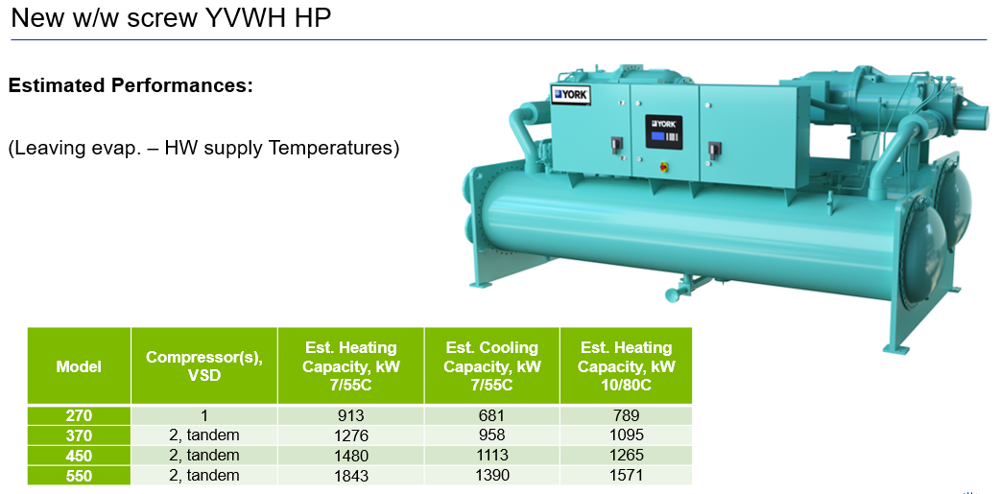 New w/w screw YVWH HP
Estimated Performances:
(Leaving evap. – HW supply Temperatures)
YORK
YORK
Model
Compressor(s),
VSD
Est. Heating
Capacity, kW
7/55C
Est. Cooling
Capacity, kW
7/55C
Est. Heating
Capacity, kW
10/80C
270 1 913 681 789
370 2, tandem 1276 958 1095
450 2, tandem 1480 1113 1265
550 2, tandem 1843 1390 1571